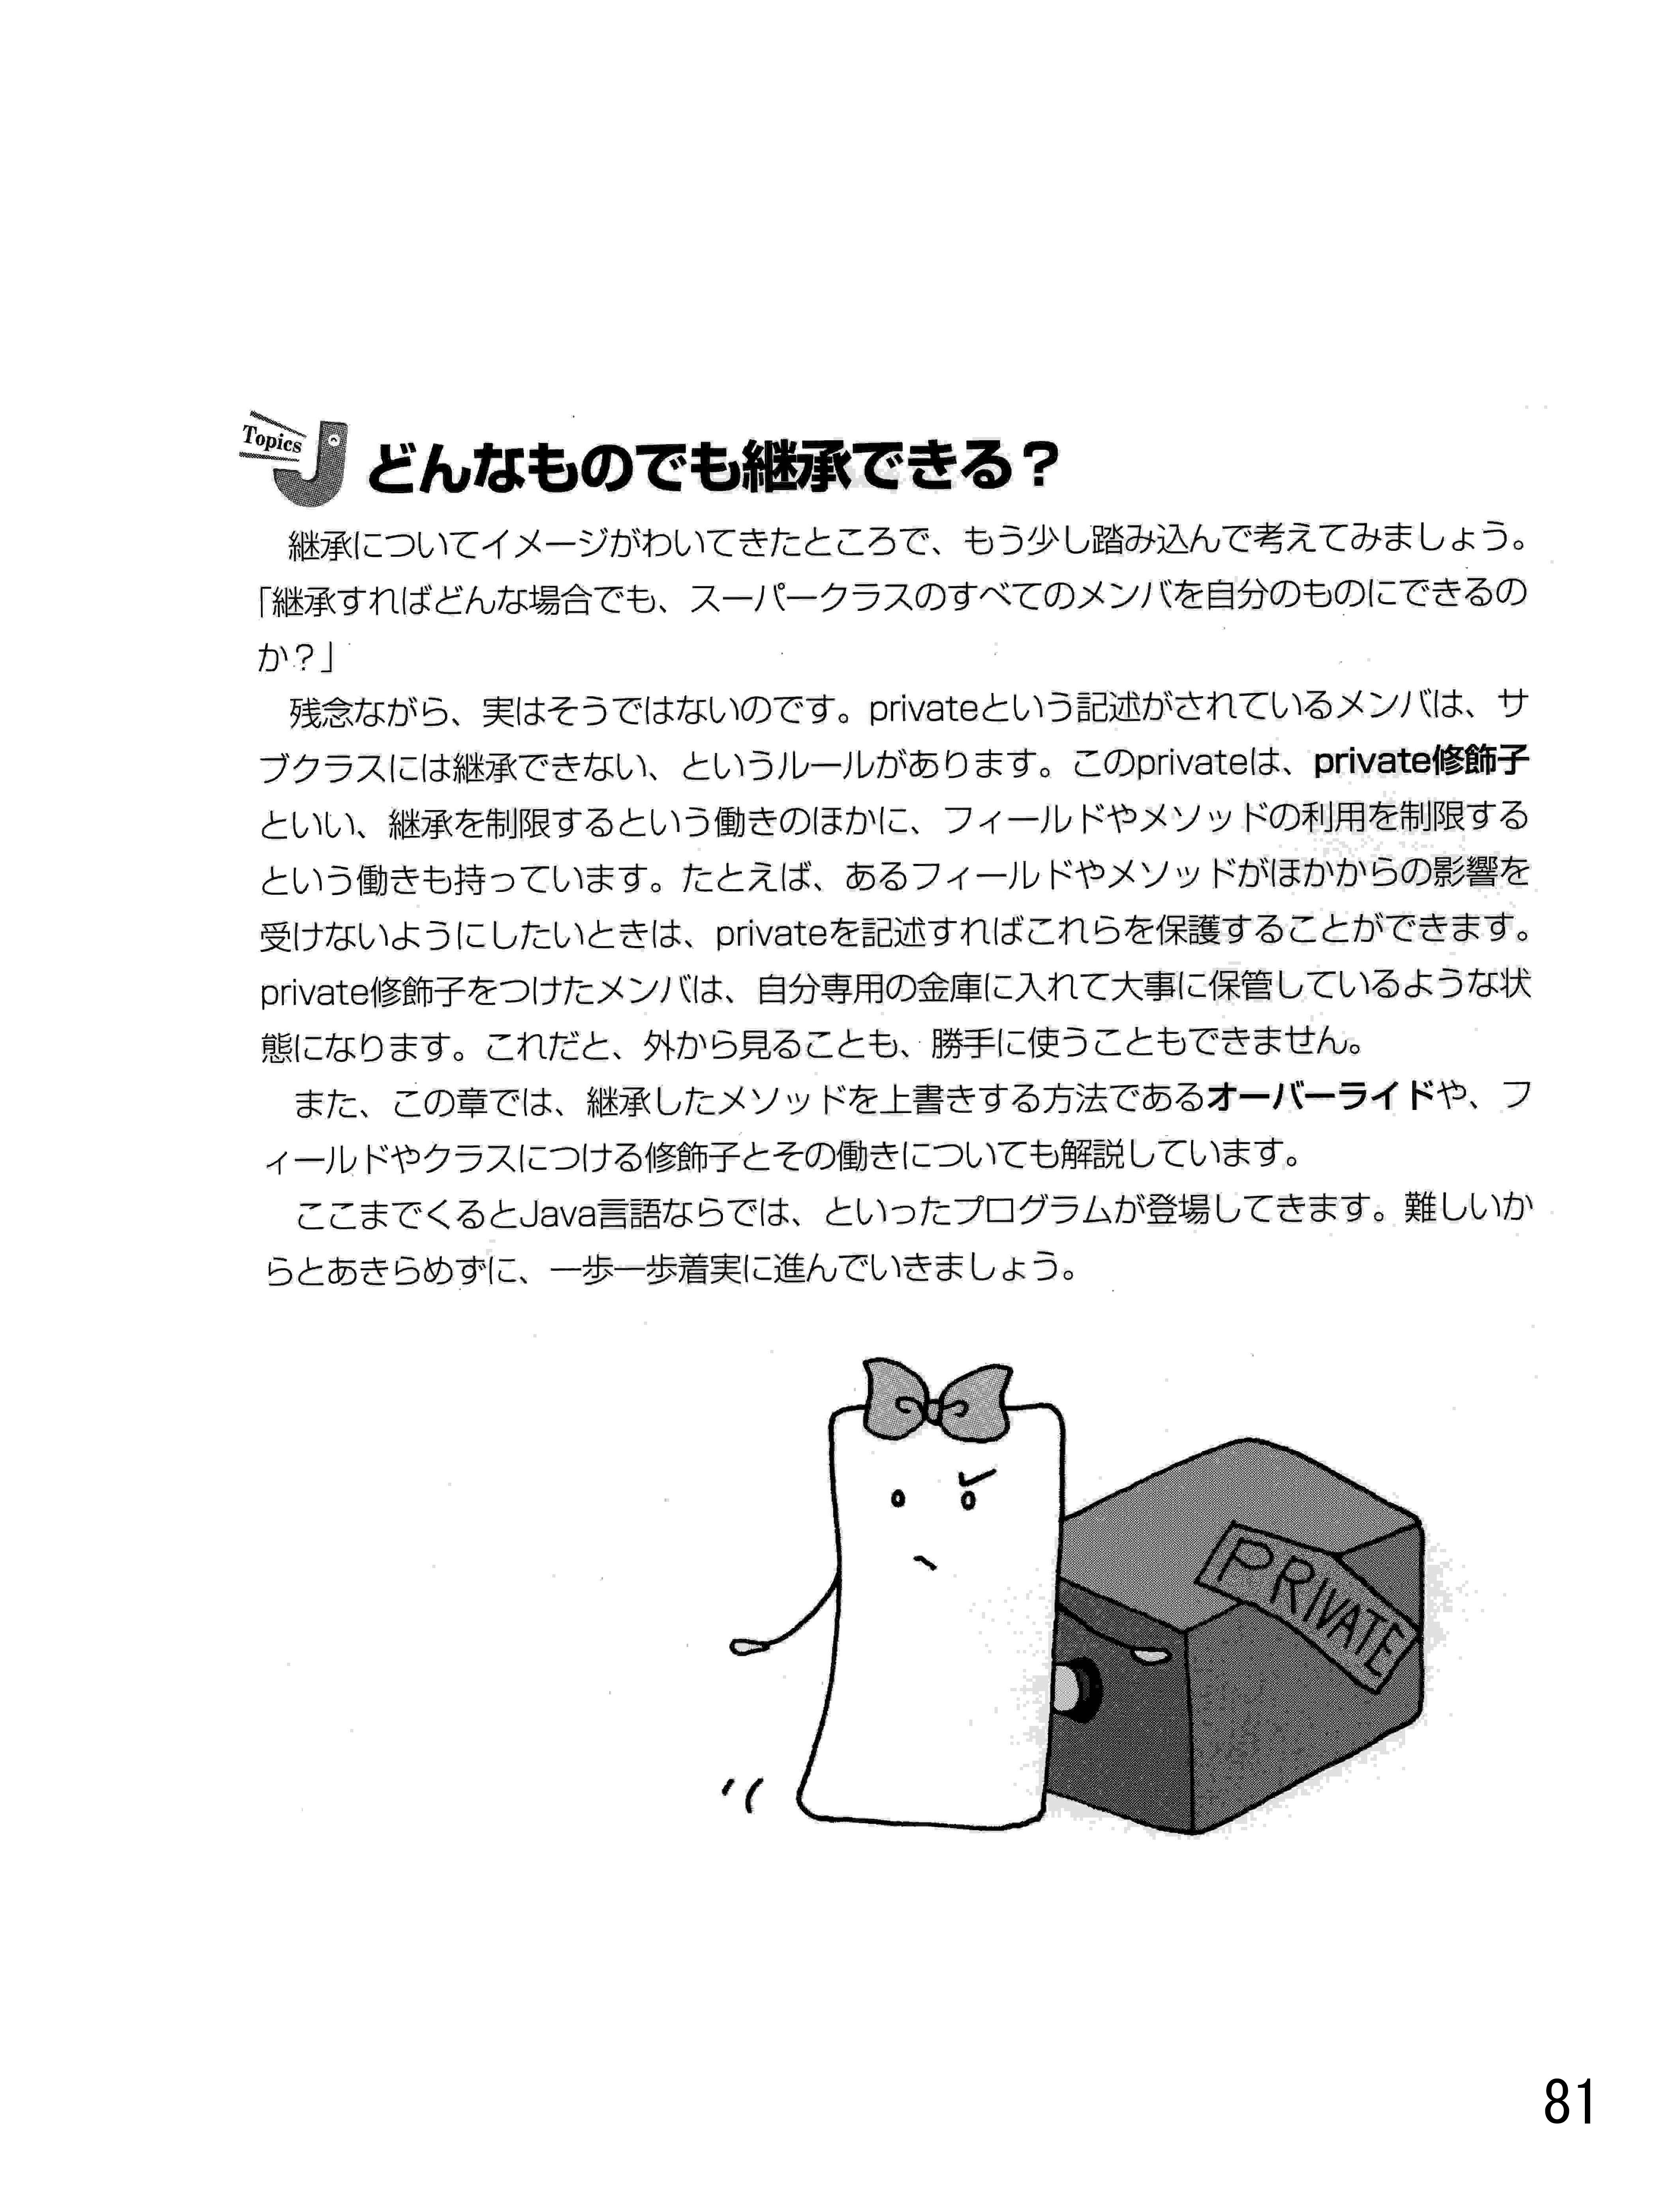 Topics
どんなものでも継承できる？
継承についてイメージがわいてきたところで、もう少し踏み込んで考えてみましょう。
「継承すればどんな場合でも、スーパークラスのすべてのメンバを自分のものにできるの
か？」
残念ながら、実はそうではないのです。privateという記述がされているメンバは、サ
ブクラスには継承できない、というルールがあります。このprivateは、private修飾子
といい、継承を制限するという働きのほかに、フィールドやメソッドの利用を制限する
という働きも持っています。たとえば、あるフィールドやメソッドがほかからの影響を
受けないようにしたいときは、privateを記述すればこれらを保護することができます。
private修飾子をつけたメンバは、自分専用の金庫に入れて大事に保管しているような状
態になります。これだと、外から見ることも、勝手に使うこともできません。
また、この章では、継承したメソッドを上書きする方法であるオーバーライドや、フ
ィールドやクラスにつける修飾子とその働きについても解説しています。
ここまでくるとJava言語ならでは、といったプログラムが登場してきます。難しいか
らとあきらめずに、一歩一歩着実に進んでいきましょう。
PRIVATE
81